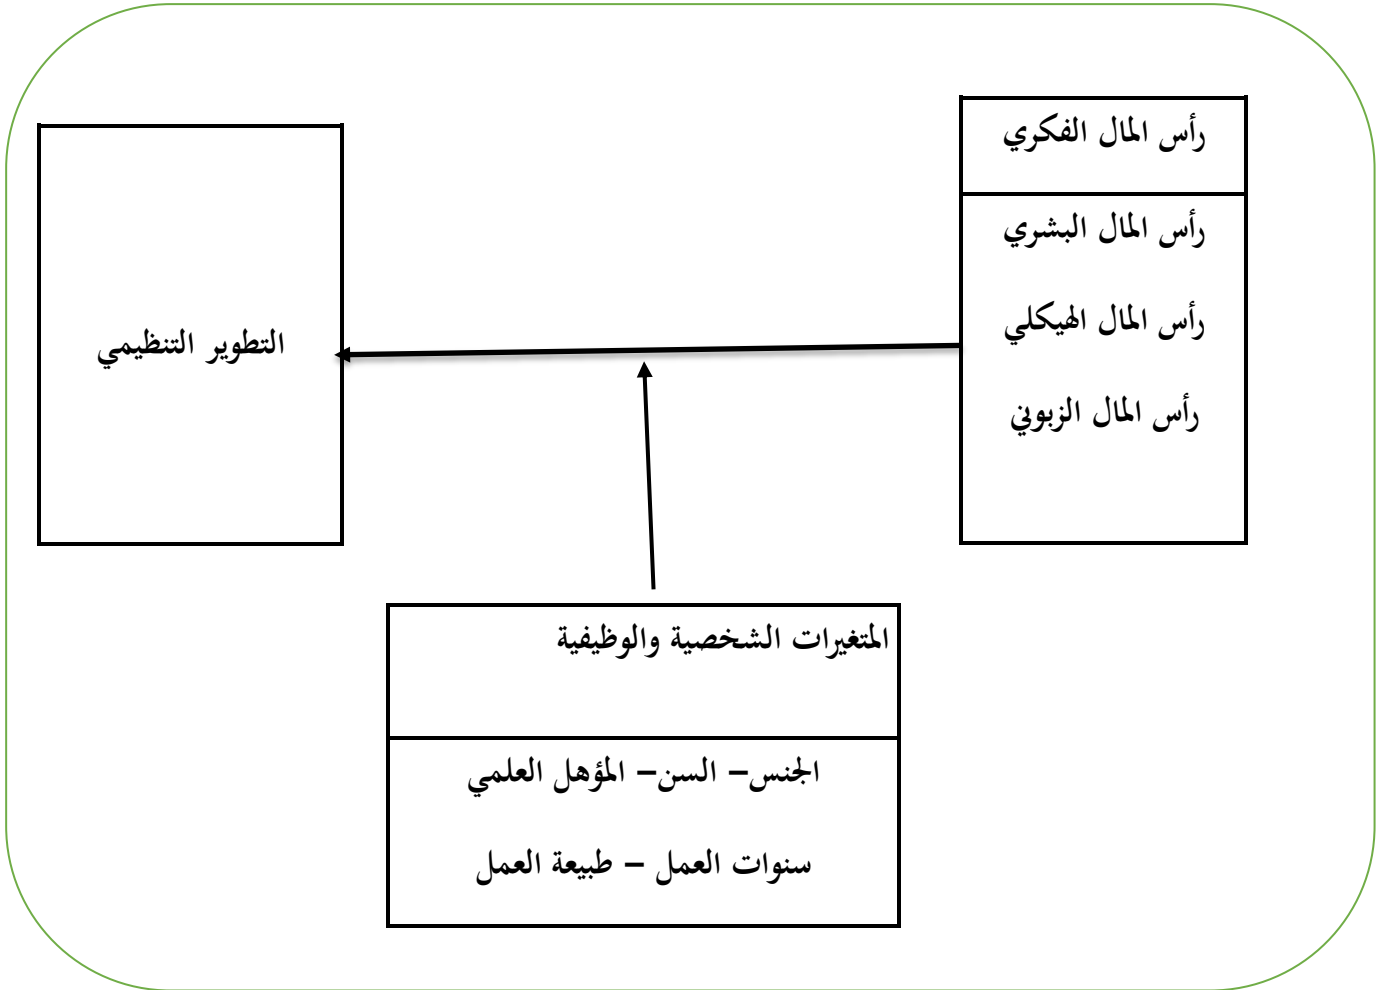 رأس المال الفكري
رأس المال البشري
رأس المال الهيكلي
رأس المال الزبوني
التطوير التنظيمي
المتغيرات الشخصية والوظيفية
الجنس– السن– المؤهل العلمي
سنوات العمل – طبيعة العمل